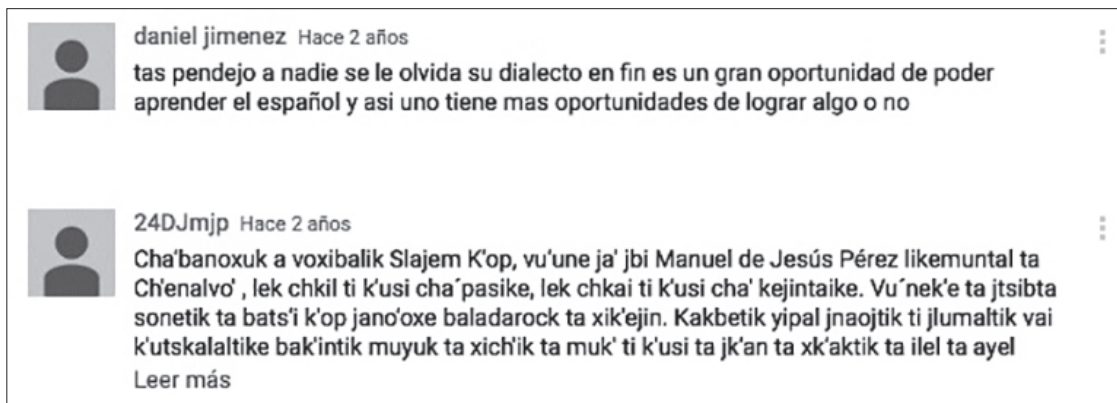 daniel jimenez Hace 2 años
tas pendejo a nadie se le olvida su dialecto en fin es un gran oportunidad de poder
aprender el español y asi uno tiene mas oportunidades de lograr algo o no
24DJmjp Hace 2 años
Cha'banoxuk a voxibalik Slajem K'op, vu'une ja' jbi Manuel de Jesús Pérez likemuntal ta
Ch'enalvo' , lek chkil ti k'usi cha´pasike, lek chkai ti k'usi cha' kejintaike. Vu´nek'e ta jtsibta
sonetik ta bats'i k'op jano'oxe baladarock ta xik'ejin. Kakbetik yipal jnaojtik ti jlumaltik vai
k'utskalaltike bak'intik muyuk ta xich'ik ta muk' ti k'usi ta jk'an ta xk'aktik ta ilel ta ayel
Leer más